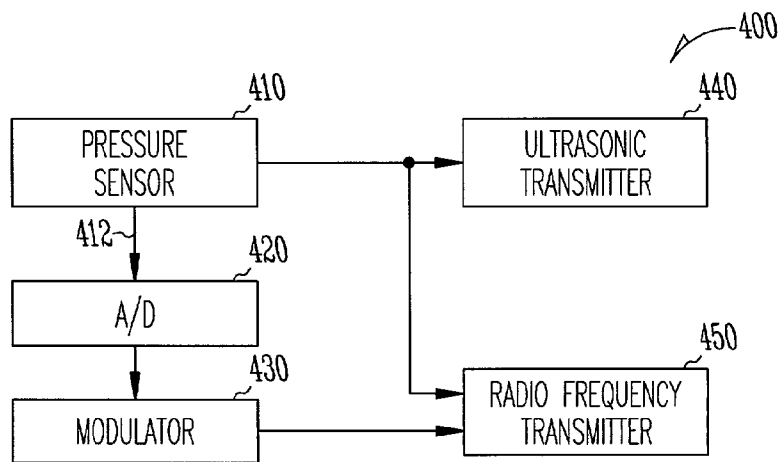 400
410
PRESSURE
SENSOR
440
ULTRASONIC
TRANSMITTER
412
420
A/D
430
MODULATOR
450
RADIO FREQUENCY
TRANSMITTER